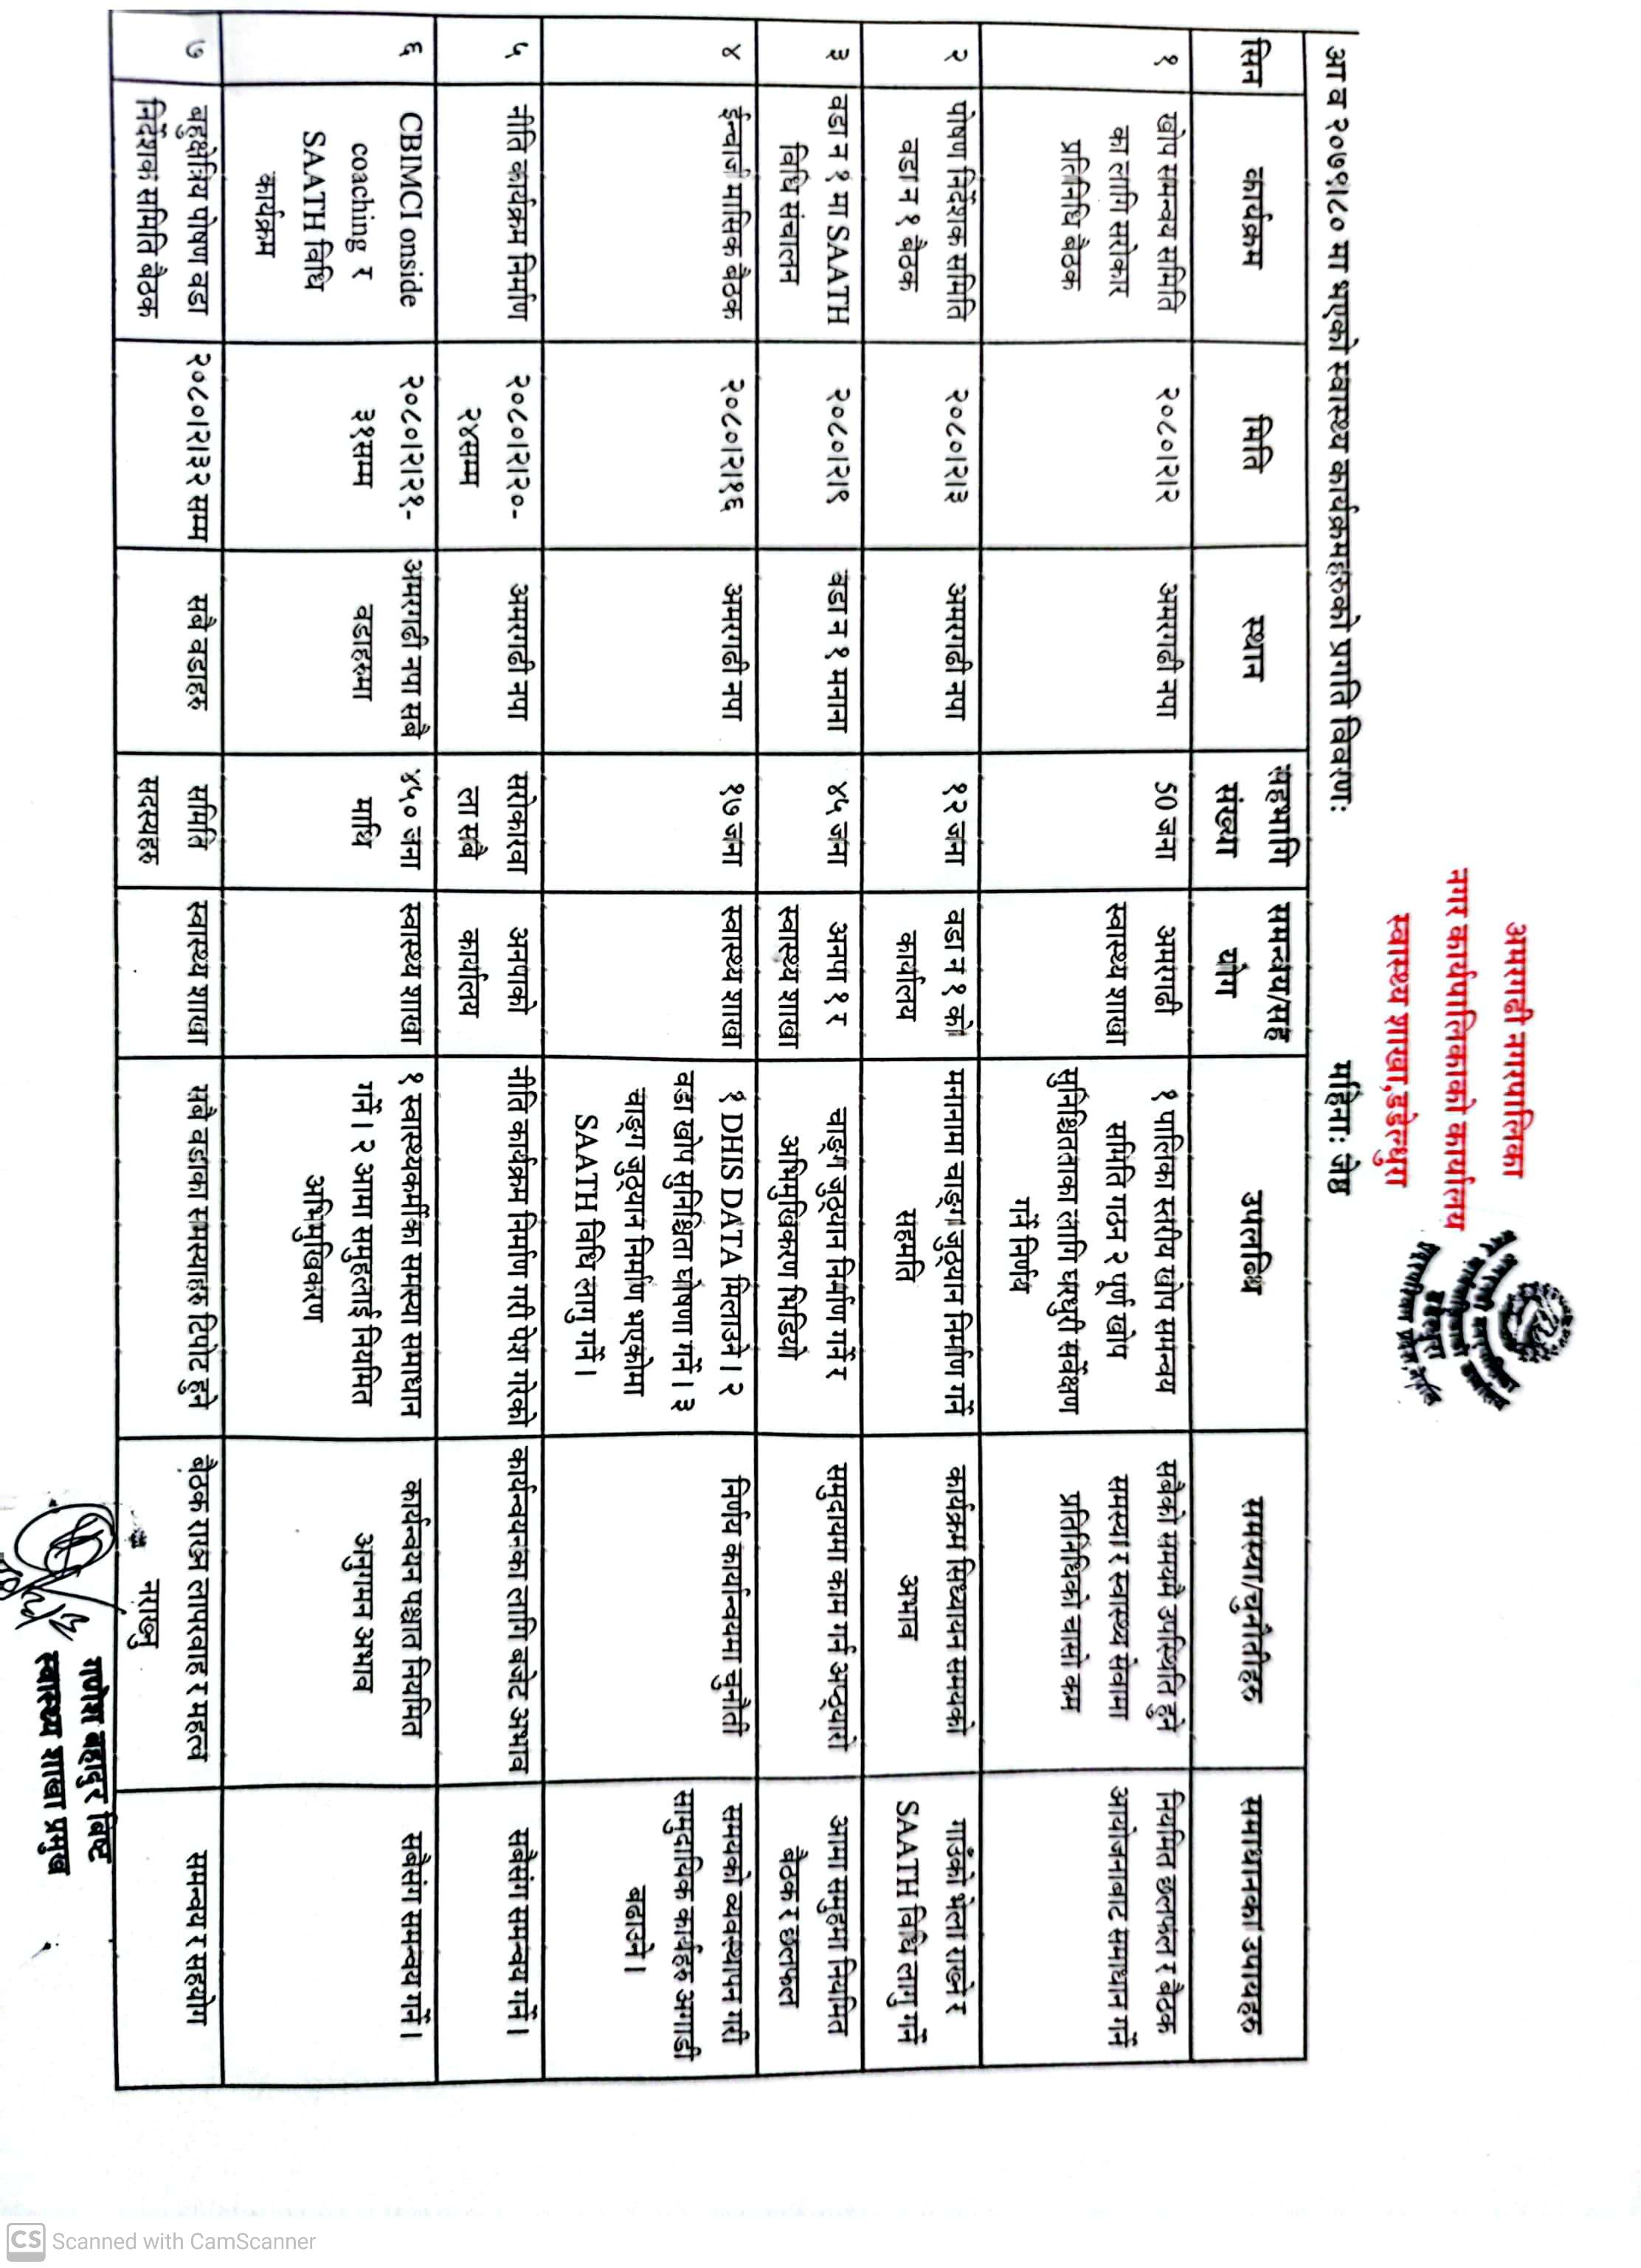 अमरगढी नगरपालिका
नगर कार्यपालिकाको कार्यालय
स्वास्थ्य शाखा,डडेल्धुरा
अमरगढी नगरपालिका
नगर कार्यपालिकाको कार्यालय
डडेल्धुरा
सुदूरपश्चिम प्रदेश,नेपाल
आ व २०७९।८० मा भएको स्वास्थ्य कार्यक्रमहरुको प्रगति विवरण: महिना: जेष्ठ
सिन कार्यक्रम मिति स्थान सहभागि संख्या समन्वय/सहयोग उपलब्धि समस्या/चुनौतीहरु समाधानका उपायहरु
१ खोप समन्वय समिति २०८०।२।२ अमरगढी नपा 50 जना अमरगढी १ पालिका स्तरीय खोप समन्वय सबैको समयमै उपस्थिति हुने नियमित छलफल र बैठक
का लागि सरोकार स्वास्थ्य शाखा समिति गठन २ पूर्ण खोप समस्या र स्वास्थ्य सेवामा आयोजनाबाट समाधान गर्ने
प्रतिनिधि बैठक सुनिश्चितताका लागि घरधुरी सर्वेक्षण प्रतिनिधिको चासो कम
गर्ने निर्णय
२ पोषण निर्देशक समिति २०८०।२।३ अमरगढी नपा १२ जना वडा न १ को मनानामा चाङ्ग जुठ्यान निर्माण गर्ने कार्यक्रम सिध्यायन समयको गाउँको भेला राख्ने र
वडा न १ बैठक कार्यालय सहमति अभाव SAATH विधि लागु गर्ने
३ वडा न १ मा SAATH २०८०।२।९ वडा न १ मनाना ४५ जना अनपा १ र चाङ्ग जुठ्यान निर्माण गर्ने र समुदायमा काम गर्न अप्ठ्यारो आमा समुहमा नियमित
विधि संचालन स्वास्थ्य शाखा अभिमुखिकरण भिडियो बैठक र छलफल
४ ईन्चार्ज मासिक बैठक २०८०।२।१६ अमरगढी नपा १७ जना स्वास्थ्य शाखा १ DHIS DATA मिलाउने। २ निर्णय कार्यान्वयमा चुनौती समयको व्यवस्थापन गरी
वडा खोप सुनिश्चिता घोषणा गर्ने। ३ सामुदायिक कार्यहरु अगाडी
चाङ्ग जुठ्यान निर्माण भएकोमा बढाउने।
SAATH विधि लागु गर्ने।
५ नीति कार्यक्रम निर्माण २०८०।२।२०- अमरगढी नपा सरोकारवा अनपाको नीति कार्यक्रम निर्माण गरी पेश गरेको कार्यन्वयनका लागि बजेट अभाव सबैसंग समन्वय गर्ने।
२४सम्म ला सबै कार्यालय
६ CBIMCI onside २०८०।२।२१- अमरगढी नपा सबै ४५० जना स्वास्थ्य शाखा १ स्वास्थ्यकर्मीका समस्या समाधान कार्यन्वयन पश्चात नियमित सबैसंग समन्वय गर्ने।
coaching र ३१सम्म वडाहरुमा माथि गर्ने। २ आमा समुहलाई नियमित अनुगमन अभाव
SAATH विधि अभिमुखिकरण
कार्यक्रम
७ बहुक्षेत्रिय पोषण वडा २०८०।२।३२ सम्म सबै वडाहरु समिति स्वास्थ्य शाखा सबै वडाका समस्याहरु टिपोट हुने बैठक राख्न लापरवाह र महत्व समन्वय र सहयोग
निर्देशक समिति बैठक सदस्यहरु नराख्नु
गणेश बहादुर बिष्ट
स्वास्थ्य शाखा प्रमुख
CS Scanned with CamScanner